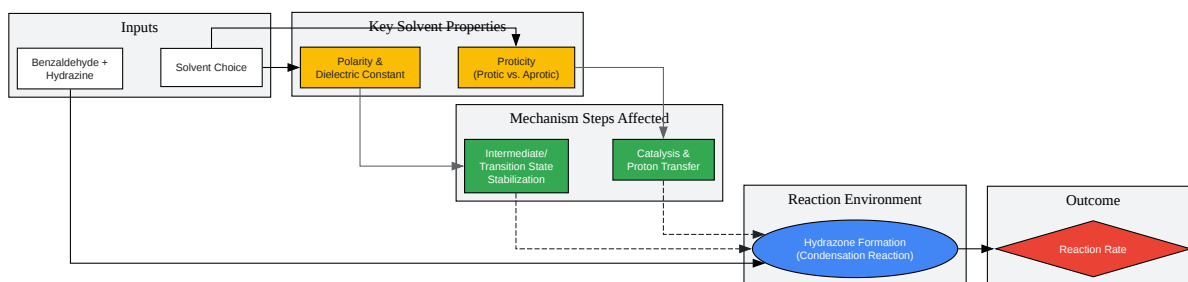 Inputs
Benzaldehyde +
Hydrazine
Solvent Choice
Key Solvent Properties
Polarity &
Dielectric Constant
Proticity
(Protic vs. Aprotic)
Mechanism Steps Affected
Intermediate/
Transition State
Stabilization
Catalysis &
Proton Transfer
Reaction Environment
Hydrazone Formation
(Condensation Reaction)
Outcome
Reaction Rate